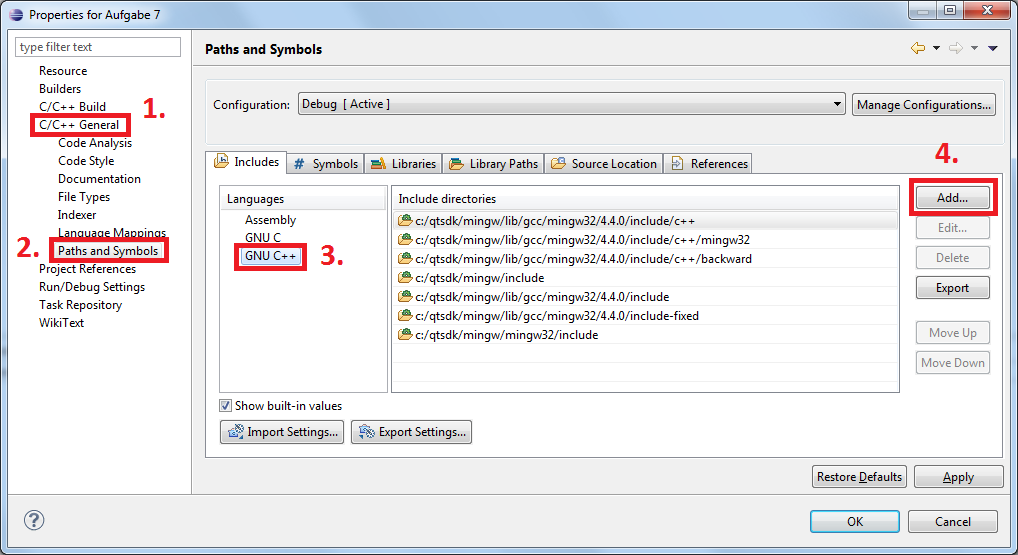 Properties for Aufgabe 7
type filter text
Resource
Builders
C/C++ Build
1.
C/C++ General
Code Analysis
Code Style
Documentation
File Types
Indexer
Language Mappings
2.
Paths and Symbols
Project References
Run/Debug Settings
Task Repository
WikiText
Paths and Symbols
Configuration:
Debug [ Active ]
Manage Configurations...
Includes
# Symbols
Libraries
Library Paths
Source Location
References
Languages
Assembly
GNU C
GNU C++
3.
Include directories
c:/qtsdk/mingw/lib/gcc/mingw32/4.4.0/include/c++
c:/qtsdk/mingw/lib/gcc/mingw32/4.4.0/include/c++/mingw32
c:/qtsdk/mingw/lib/gcc/mingw32/4.4.0/include/c++/backward
c:/qtsdk/mingw/include
c:/qtsdk/mingw/lib/gcc/mingw32/4.4.0/include
c:/qtsdk/mingw/lib/gcc/mingw32/4.4.0/include-fixed
c:/qtsdk/mingw/mingw32/include
4.
Add...
Edit...
Delete
Export
Move Up
Move Down
Show built-in values
Import Settings...
Export Settings...
Restore Defaults
Apply
?
OK
Cancel